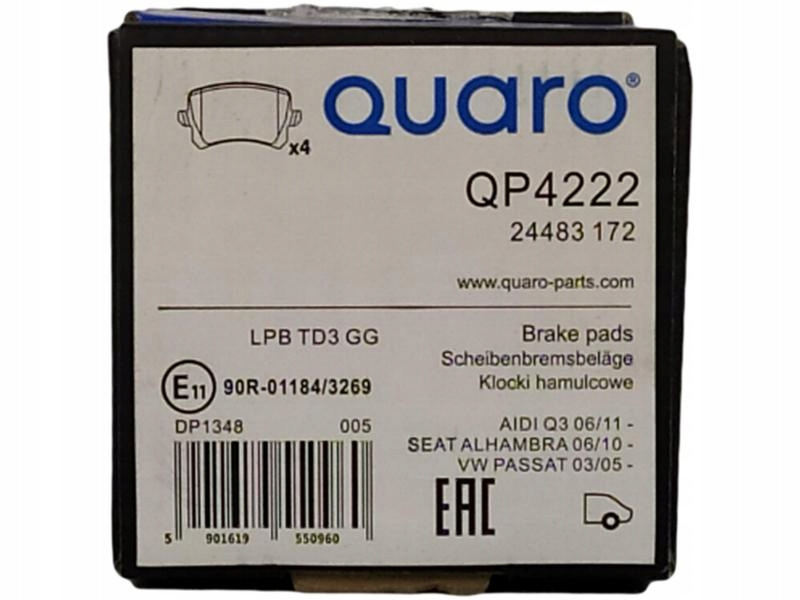 QUARO®
x4
QP4222
24483 172
www.quaro-parts.com
LPB TD3 GG
Brake pads
Scheibenbremsbeläge
Klocki hamulcowe
E11 90R-01184/3269
DP1348 005
AIDI Q3 06/11 -
SEAT ALHAMBRA 06/10 -
VW PASSAT 03/05 -
EAC
5 901619 550960